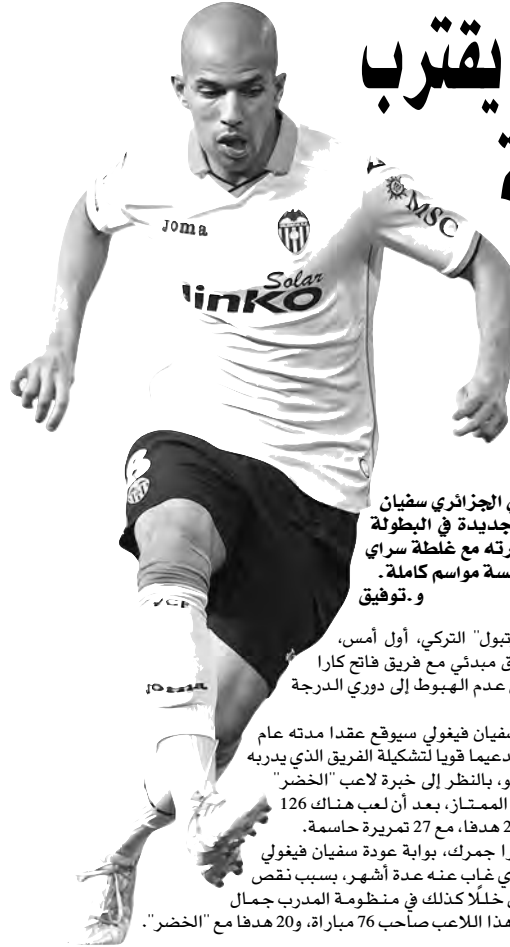 يقترب
ة
joma
MSC
Solar
linKO
8
الجزائري سفيان
جديدة في البطولة
رته مع غلطة سراي
سة مواسم كاملة.
و.توفيق
تبول" التركي، أول أمس،
ق مبدئي مع فريق فاتح كارا
عدم الهبوط إلى دوري الدرجة
سفيان فيغولي سيوقع عقدا مدته عام
دعيما قويا لتشكيلة الفريق الذي يدربه
و، بالنظر إلى خبرة لاعب "الخضر"
الممتاز، بعد أن لعب هناك 126
2 هدفا، مع 27 تمريرة حاسمة.
را جمرك، بوابة عودة سفيان فيغولي
ي غاب عنه عدة أشهر، بسبب نقص
خللًا كذلك في منظومة المدرب جمال
هذا اللاعب صاحب 76 مباراة، و20 هدفا مع "الخضر".
VCF
joma